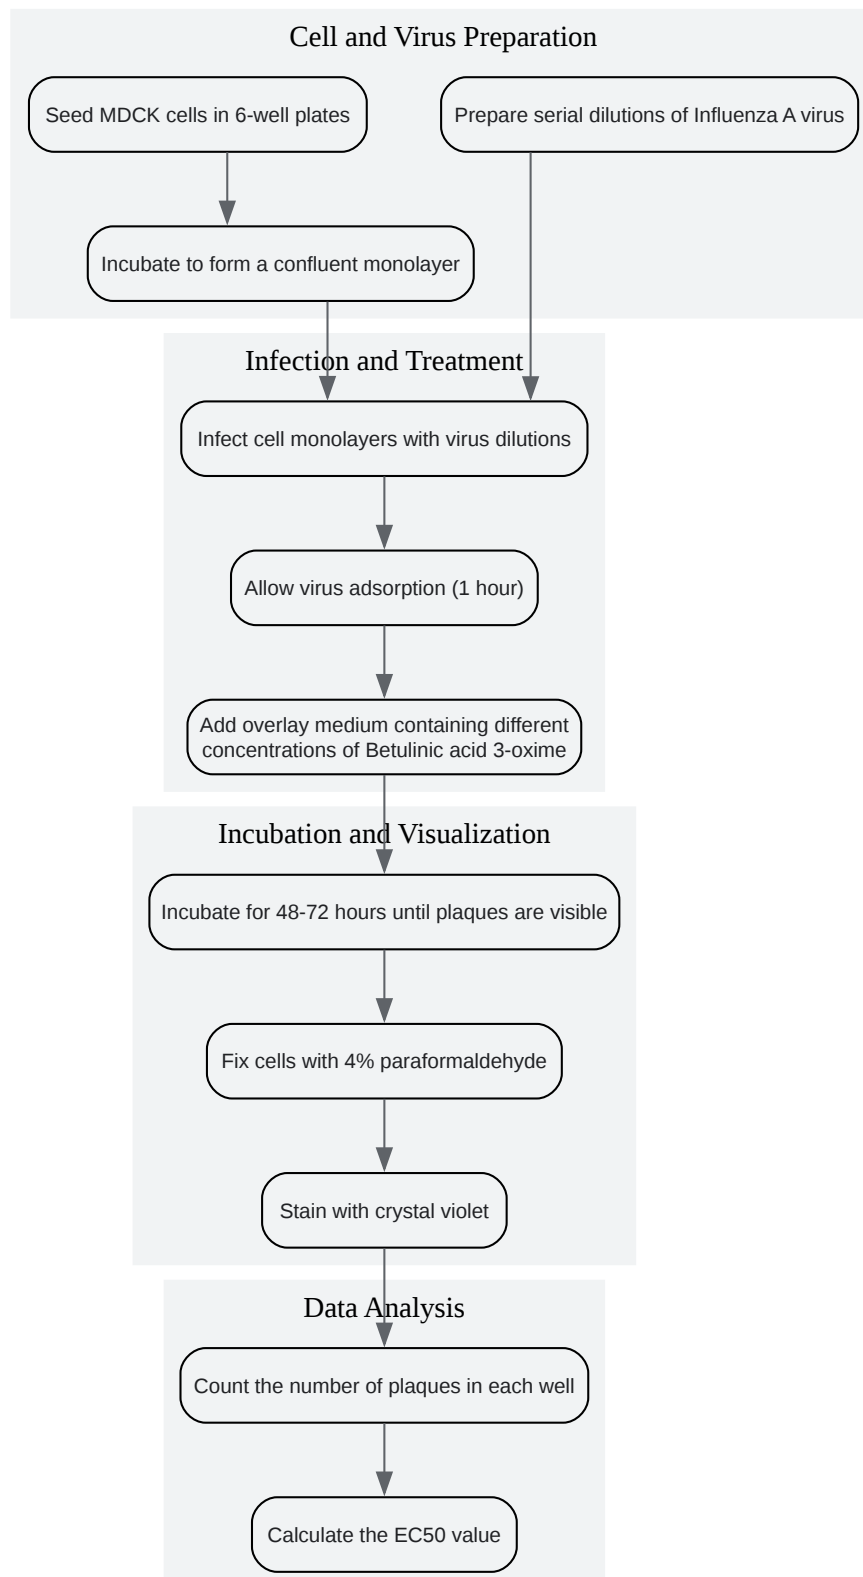 Cell and Virus Preparation
Seed MDCK cells in 6-well plates
Prepare serial dilutions of Influenza A virus
Incubate to form a confluent monolayer
Infection and Treatment
Infect cell monolayers with virus dilutions
Allow virus adsorption (1 hour)
Add overlay medium containing different
concentrations of Betulinic acid 3-oxime
Incubation and Visualization
Incubate for 48-72 hours until plaques are visible
Fix cells with 4% paraformaldehyde
Stain with crystal violet
Data Analysis
Count the number of plaques in each well
Calculate the EC50 value